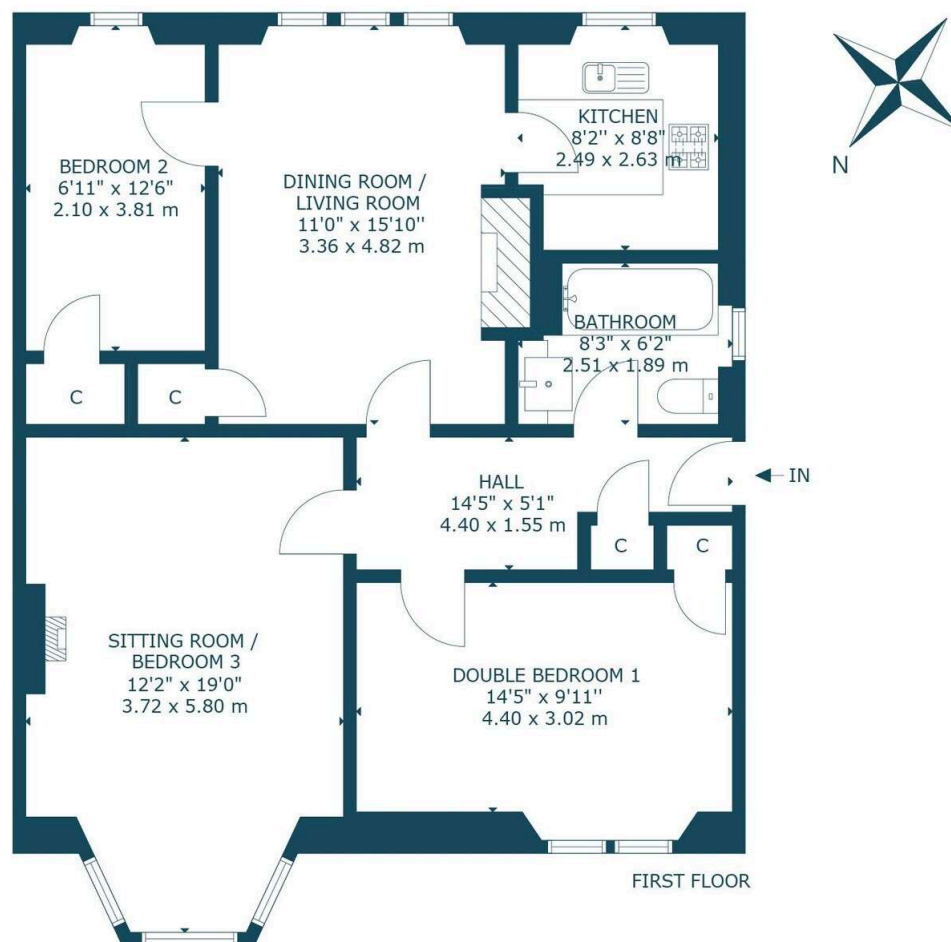 BEDROOM 2
6'11" x 12'6"
2.10 x 3.81 m
DINING ROOM /
LIVING ROOM
11'0" x 15'10''
3.36 x 4.82 m
KITCHEN
8'2'' x 8'8"
2.49 x 2.63 m
N
BATHROOM
8'3" x 6'2"
2.51 x 1.89 m
C
C
HALL
14'5" x 5'1"
4.40 x 1.55 m
IN
C
C
SITTING ROOM /
BEDROOM 3
12'2" x 19'0"
3.72 x 5.80 m
DOUBLE BEDROOM 1
14'5" x 9'11''
4.40 x 3.02 m
FIRST FLOOR